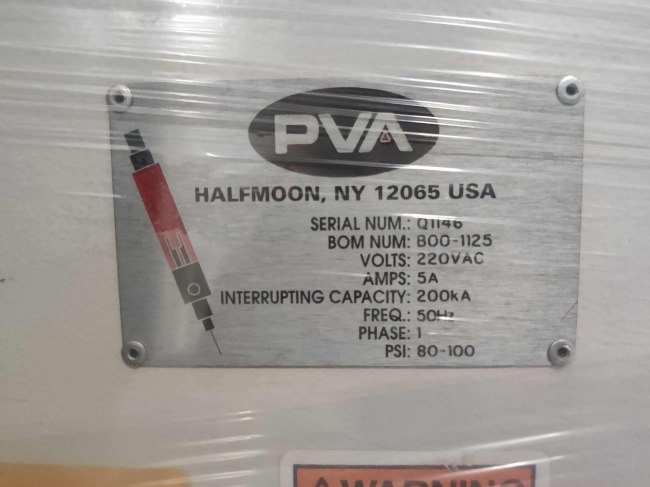 PVA
HALFMOON, NY 12065 USA
SERIAL NUM.: Q1146
BOM NUM: B00-1125
VOLTS: 220VAC
AMPS: 5A
INTERRUPTING CAPACITY: 200kA
FREQ.: 50Hz
PHASE: 1
PSI: 80-100
WARNING